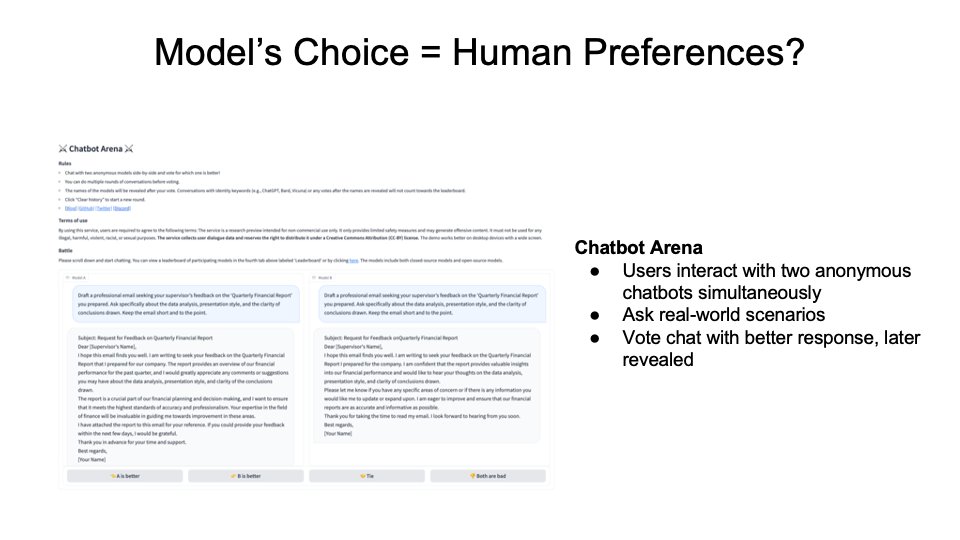 Model's Choice = Human Preferences?
⚔ Chatbot Arena ⚔
Rules
Chat with two anonymous models side-by-side and vote for which one is better!
You can do multiple rounds of conversations before voting.
The names of the models will be revealed after your vote. Conversations with identity keywords (e.g., ChatGPT, Bard, Vicuna) or any votes after the names are revealed will not count towards the leaderboard.
Click "Clear history" to start a new round.
[Blog] [GitHub] [Twitter] [Discord]
Terms of use
By using this service, users are required to agree to the following terms: The service is a research preview intended for non-commercial use only. It only provides limited safety measures and may generate offensive content. It must not be used for any
illegal, harmful, violent, racist, or sexual purposes. The service collects user dialogue data and reserves the right to distribute it under a Creative Commons Attribution (CC-BY) license. The demo works better on desktop devices with a wide screen.
Battle
Please scroll down and start chatting. You can view a leaderboard of participating models in the fourth tab above labeled 'Leaderboard' or by clicking here. The models include both closed-source models and open source models.
Model A
Draft a professional email seeking your supervisor's feedback on the 'Quarterly Financial Report'
you prepared. Ask specifically about the data analysis, presentation style, and the clarity of
conclusions drawn. Keep the email short and to the point.
Subject: Request for Feedback on Quarterly Financial Report
Dear [Supervisor's Name],
I hope this email finds you well. I am writing to seek your feedback on the Quarterly Financial
Report that I prepared for our company. The report provides an overview of our financial
performance for the past quarter, and I would greatly appreciate any comments or suggestions
you may have about the data analysis, presentation style, and clarity of the conclusions
drawn.
The report is a crucial part of our financial planning and decision-making, and I want to ensure
that it meets the highest standards of accuracy and professionalism. Your expertise in the field
of finance will be invaluable in guiding me towards improvement in these areas.
I have attached the report to this email for your reference. If you could provide your feedback
within the next few days, I would be grateful.
Thank you in advance for your time and support.
Best regards,
[Your Name]
Model B
Draft a professional email seeking your supervisor's feedback on the 'Quarterly Financial Report'
you prepared. Ask specifically about the data analysis, presentation style, and the clarity of
conclusions drawn. Keep the email short and to the point.
Subject: Request for Feedback onQuarterly Financial Report
Dear [Supervisor's Name],
I hope this email finds you well. I am writing to seek your feedback on the Quarterly Financial
Report I prepared for the company. I am confident that the report provides valuable insights
into our financial performance and would like to hear your thoughts on the data analysis,
presentation style, and clarity of conclusions drawn.
Please let me know if you have any specific areas of concern or if there is any information you
would like me to update or expand upon. I am eager to improve and ensure that our financial
reports are as accurate and informative as possible.
Thank you for taking the time to read my email. I look forward to hearing from you soon.
Best regards,
[Your Name]
👈 A is better
👉 B is better
🤝 Tie
👎 Both are bad
Chatbot Arena
● Users interact with two anonymous
chatbots simultaneously
● Ask real-world scenarios
● Vote chat with better response, later
revealed